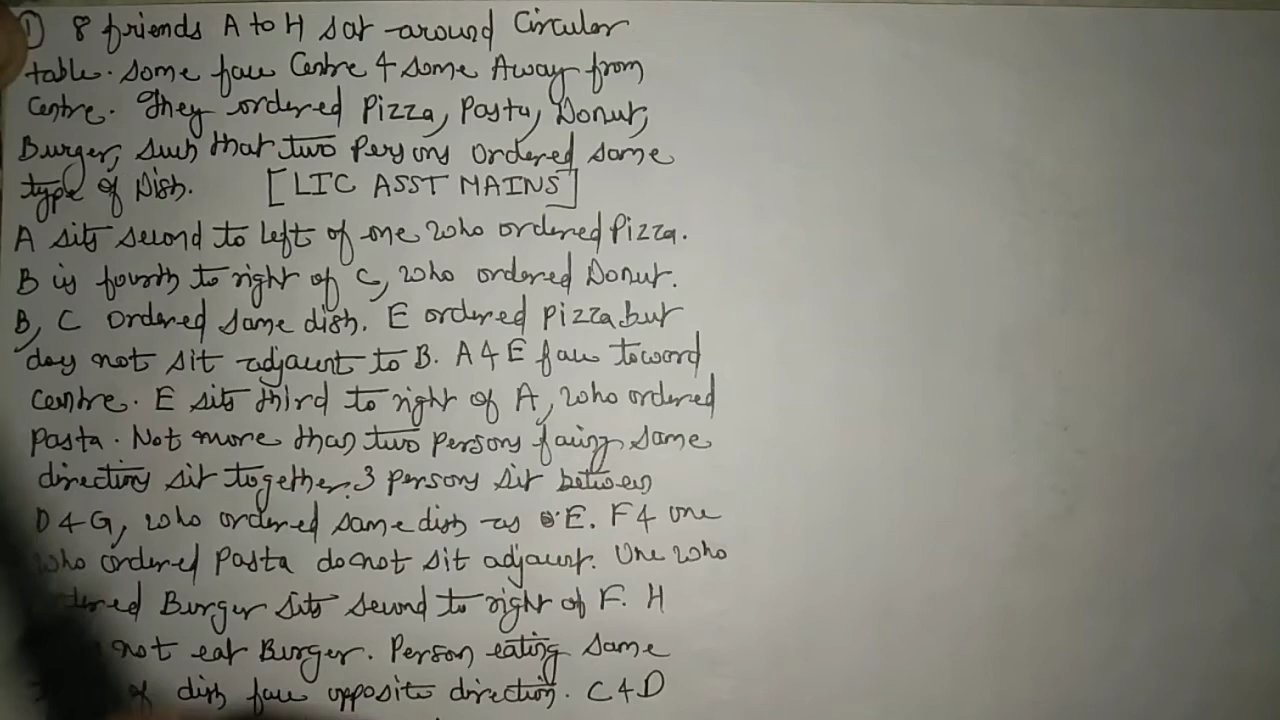 1) 8 friends A to H sat around Circular
table. Some face Centre & some Away from
Centre. They ordered Pizza, Pasta, Donut,
Burger, such that two persons ordered same
type of Dish. [LIC ASST MAINS]
A sits second to left of one who ordered Pizza.
B is fourth to right of C, who ordered Donut.
B, C ordered same dish. E ordered pizza but
does not sit adjacent to B. A & E face toward
centre. E sits third to right of A, who ordered
pasta. Not more than two persons facing same
directions sit together. 3 persons sit between
D & G, who ordered same dish as E. F & one
who ordered Pasta do not sit adjacent. One who
Burger sits second to right of F. H
not eat Burger. Person eating same
of dish face opposite direction. C & D